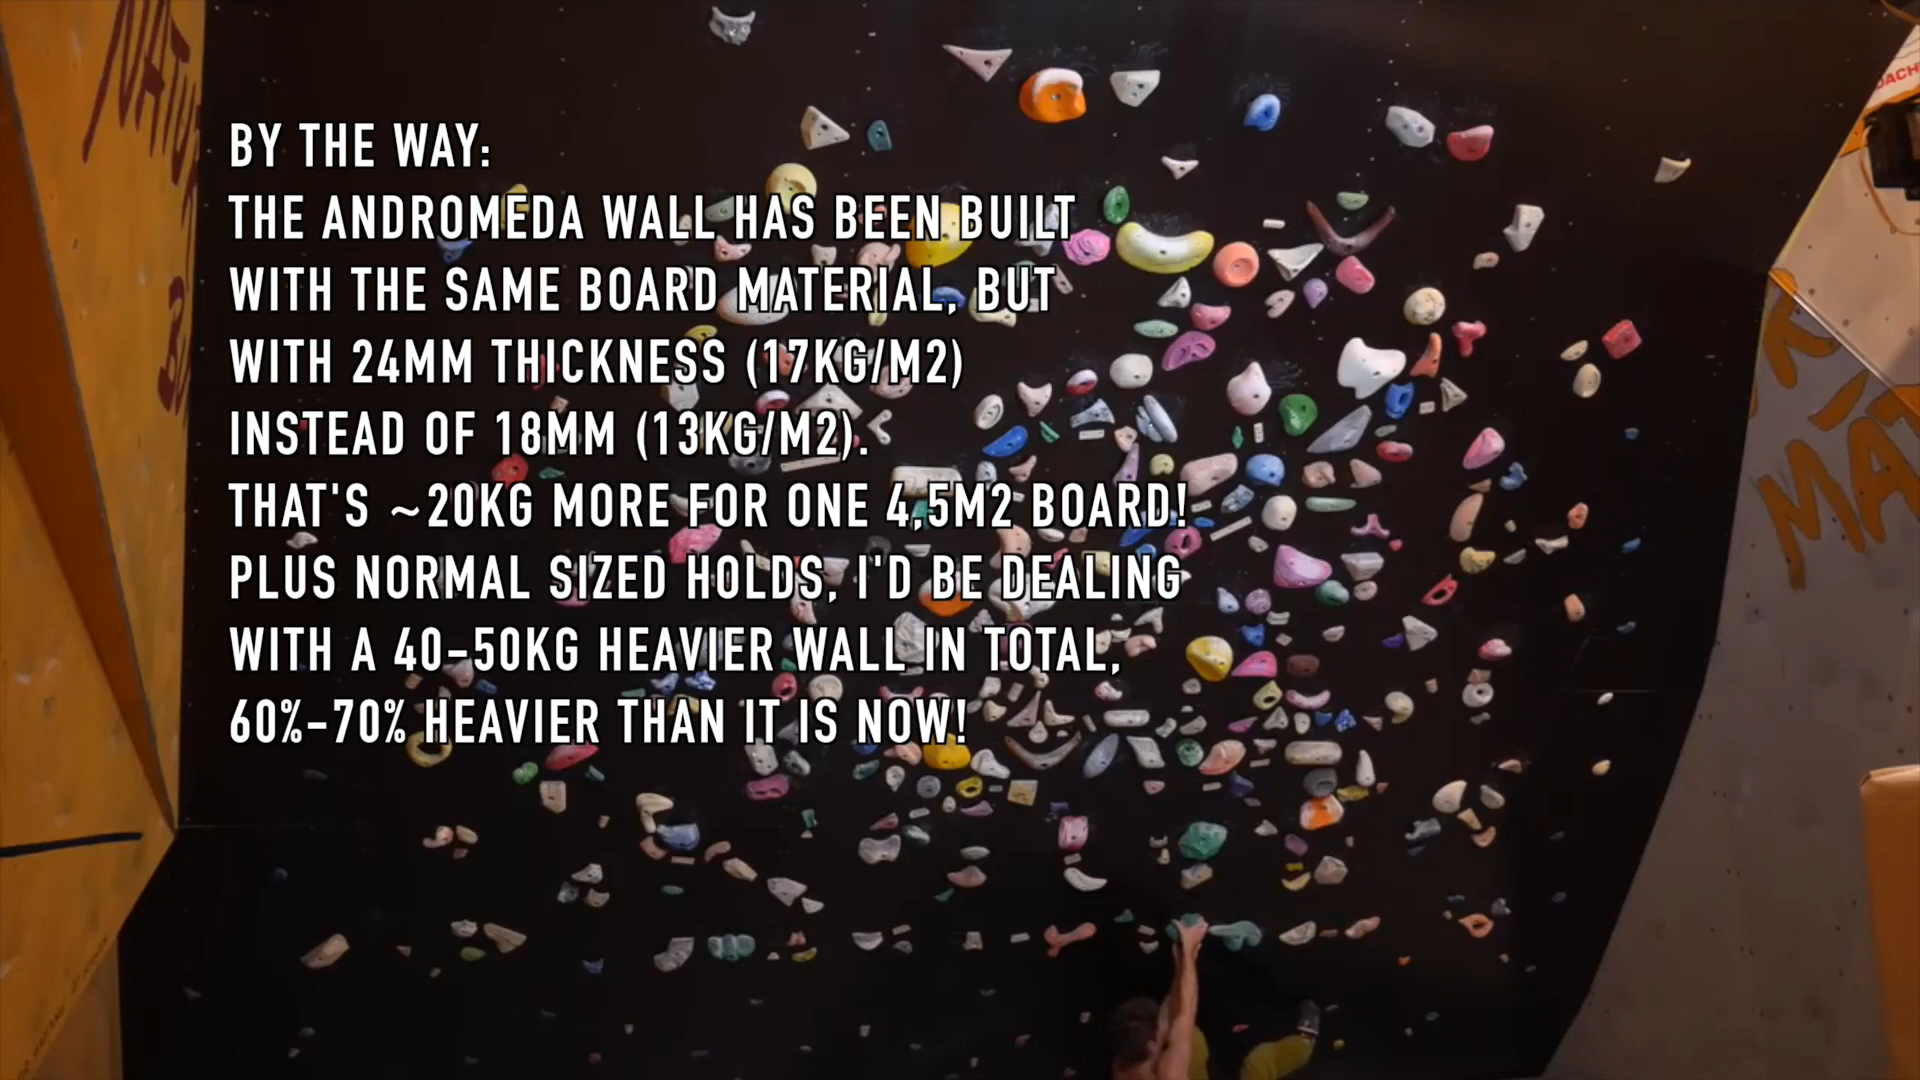 BY THE WAY:
THE ANDROMEDA WALL HAS BEEN BUILT
WITH THE SAME BOARD MATERIAL, BUT
WITH 24MM THICKNESS (17KG/M2)
INSTEAD OF 18MM (13KG/M2).
THAT'S ~20KG MORE FOR ONE 4,5M2 BOARD!
PLUS NORMAL SIZED HOLDS, I'D BE DEALING
WITH A 40-50KG HEAVIER WALL IN TOTAL,
60%-70% HEAVIER THAN IT IS NOW!